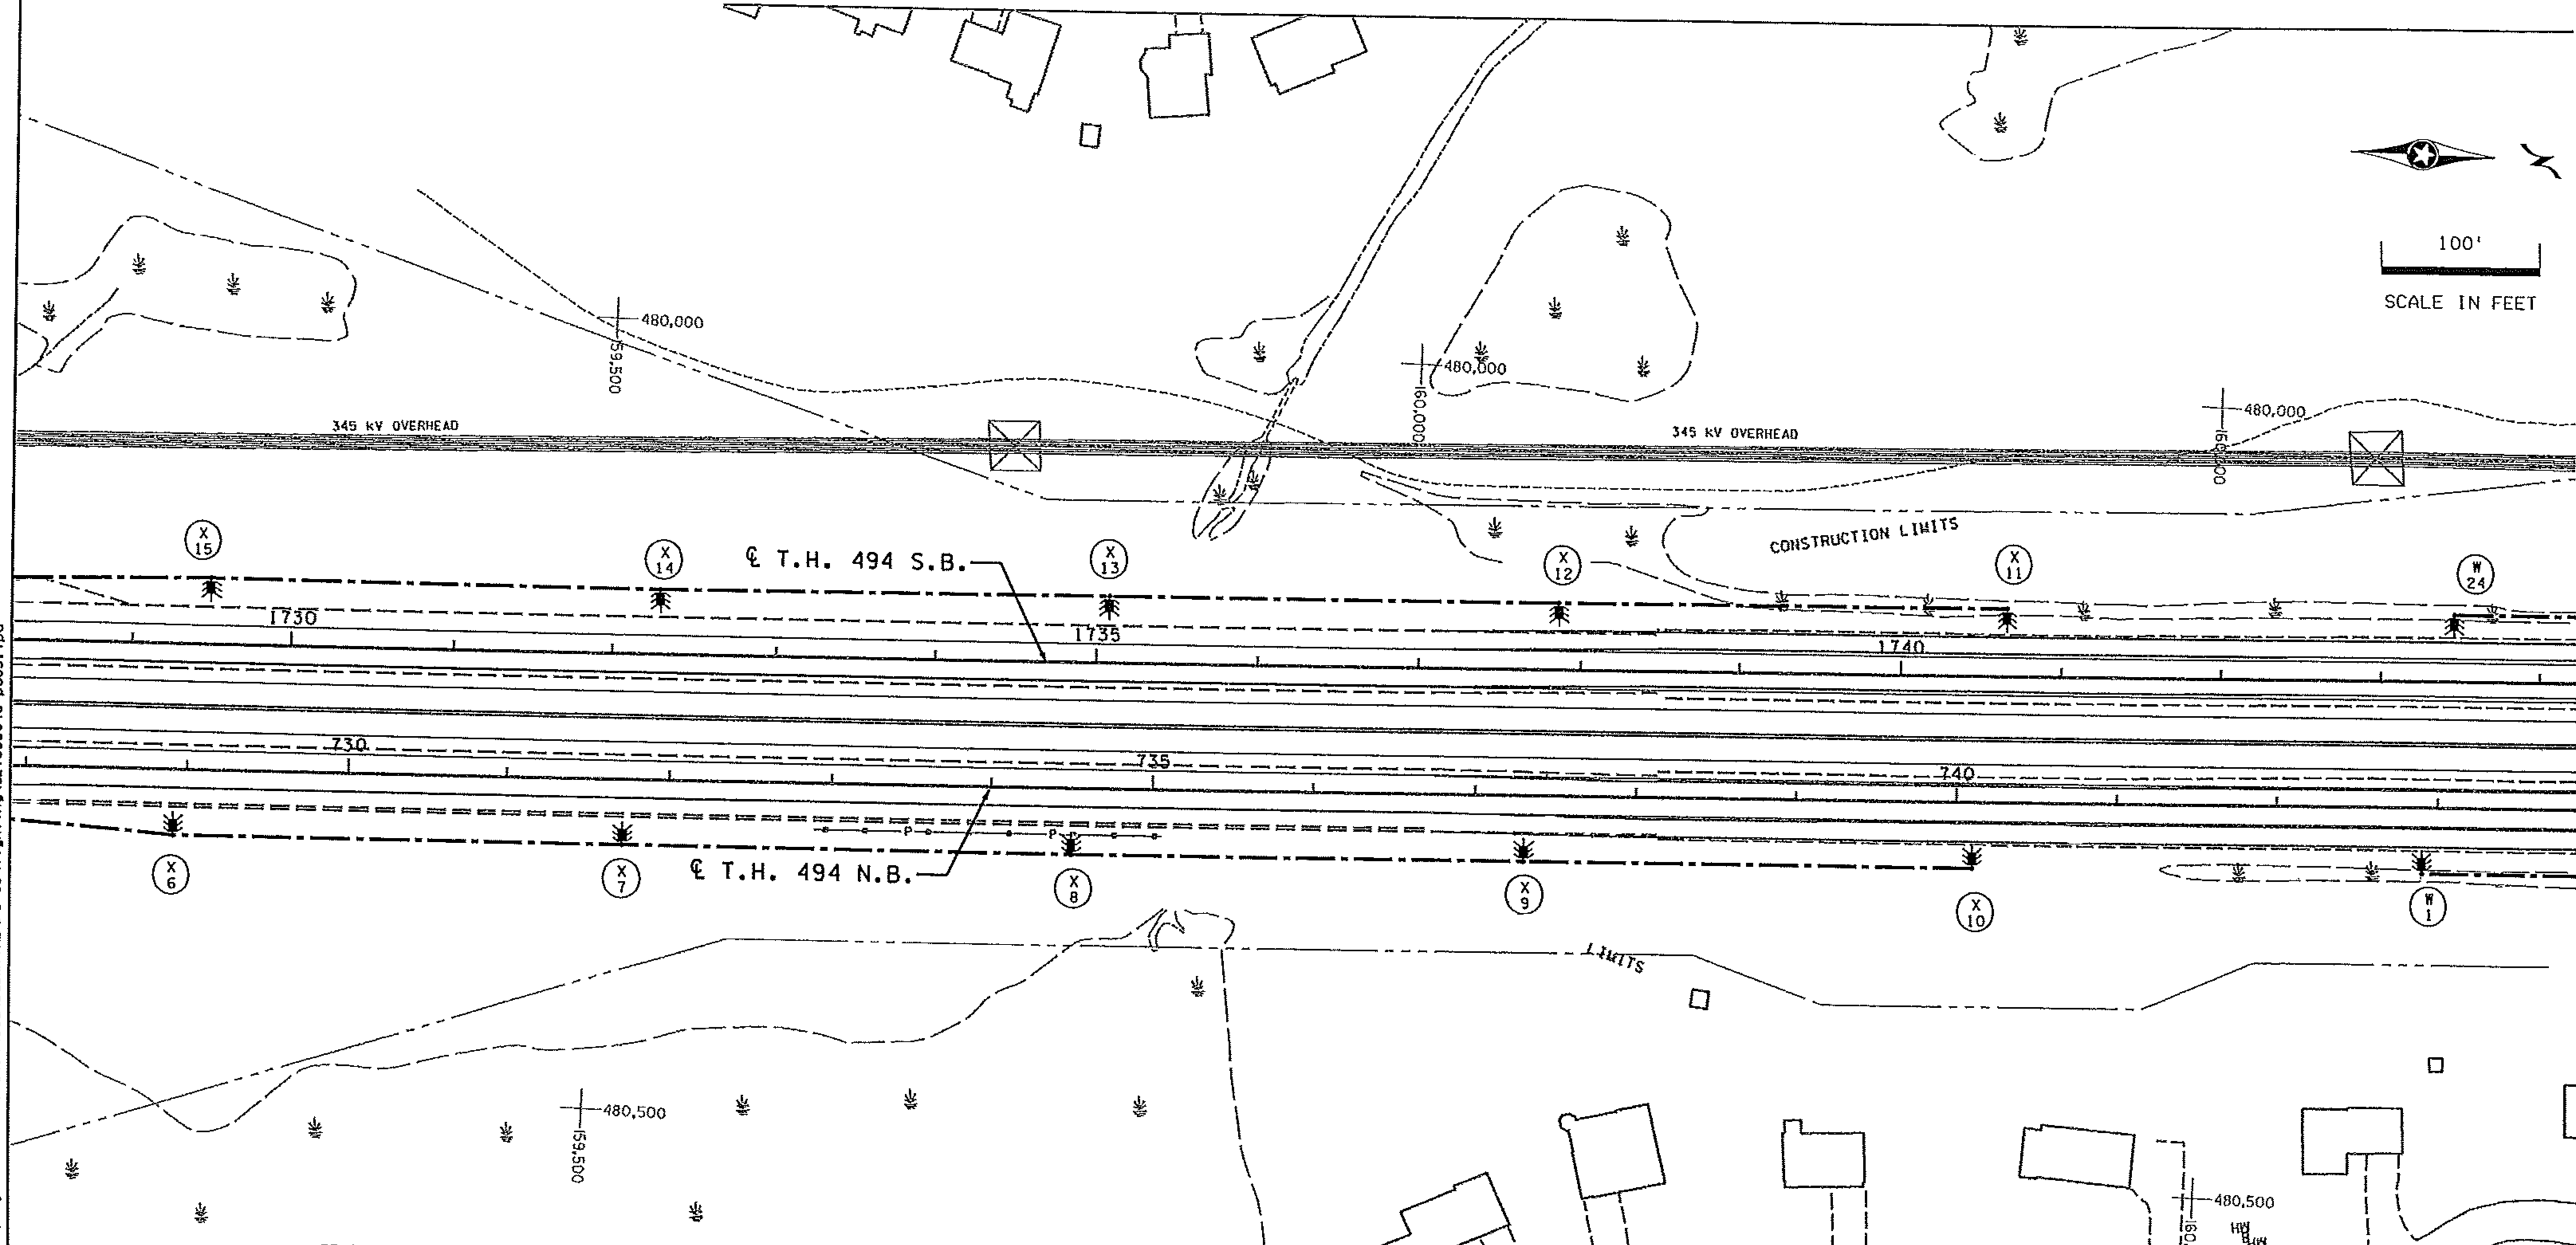 100'
SCALE IN FEET
480,000
159,500
480,000
160,000
480,000
345 KV OVERHEAD
345 KV OVERHEAD
CONSTRUCTION LIMITS
X 15
X 14
℄ T.H. 494 S.B.
X 13
X 12
X 11
W 24
1730
1735
1740
730
735
740
P
P
X 6
X 7
℄ T.H. 494 N.B.
X 8
X 9
X 10
W 1
LIMITS
480,500
159,500
480,500
HW